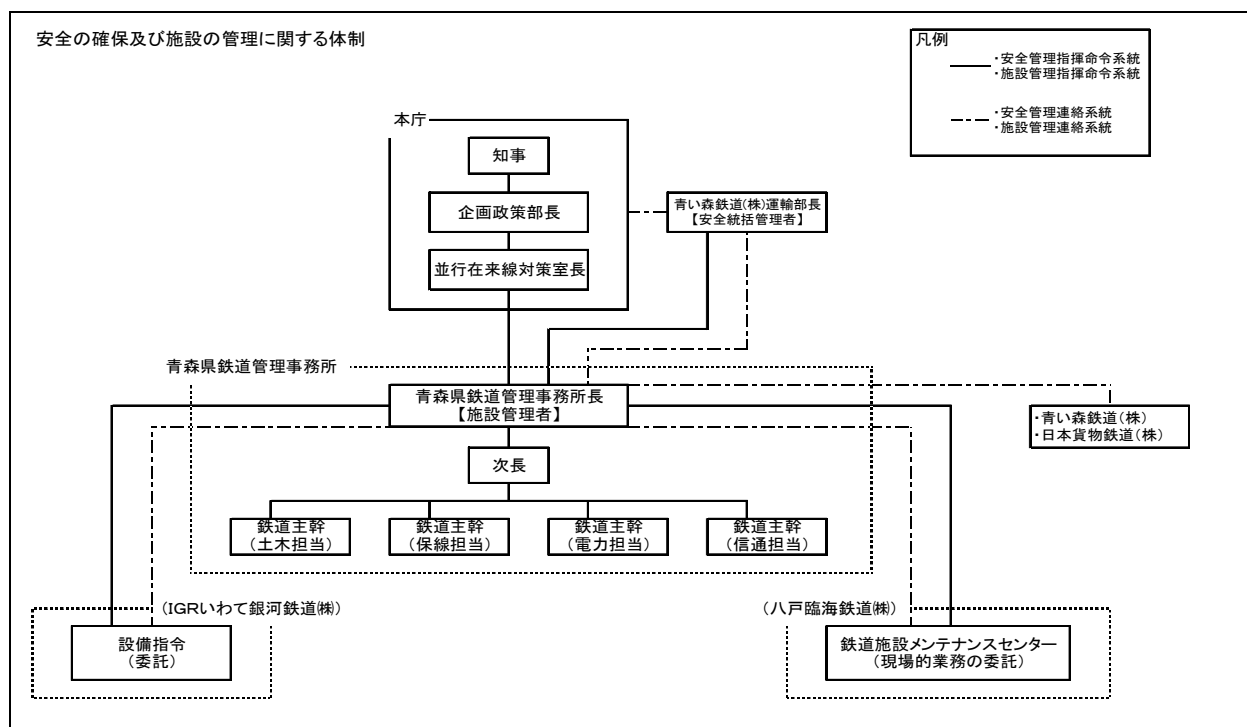 安全の確保及び施設の管理に関する体制
凡例
・安全管理指揮命令系統
・施設管理指揮命令系統
・安全管理連絡系統
・施設管理連絡系統
本庁
知事
企画政策部長
並行在来線対策室長
青い森鉄道(株)運輸部長
【安全統括管理者】
青森県鉄道管理事務所
青森県鉄道管理事務所長
【施設管理者】
・青い森鉄道(株)
・日本貨物鉄道(株)
次長
鉄道主幹
(土木担当)
鉄道主幹
(保線担当)
鉄道主幹
(電力担当)
鉄道主幹
(信通担当)
(IGRいわて銀河鉄道㈱)
設備指令
(委託)
(八戸臨海鉄道㈱)
鉄道施設メンテナンスセンター
(現場的業務の委託)